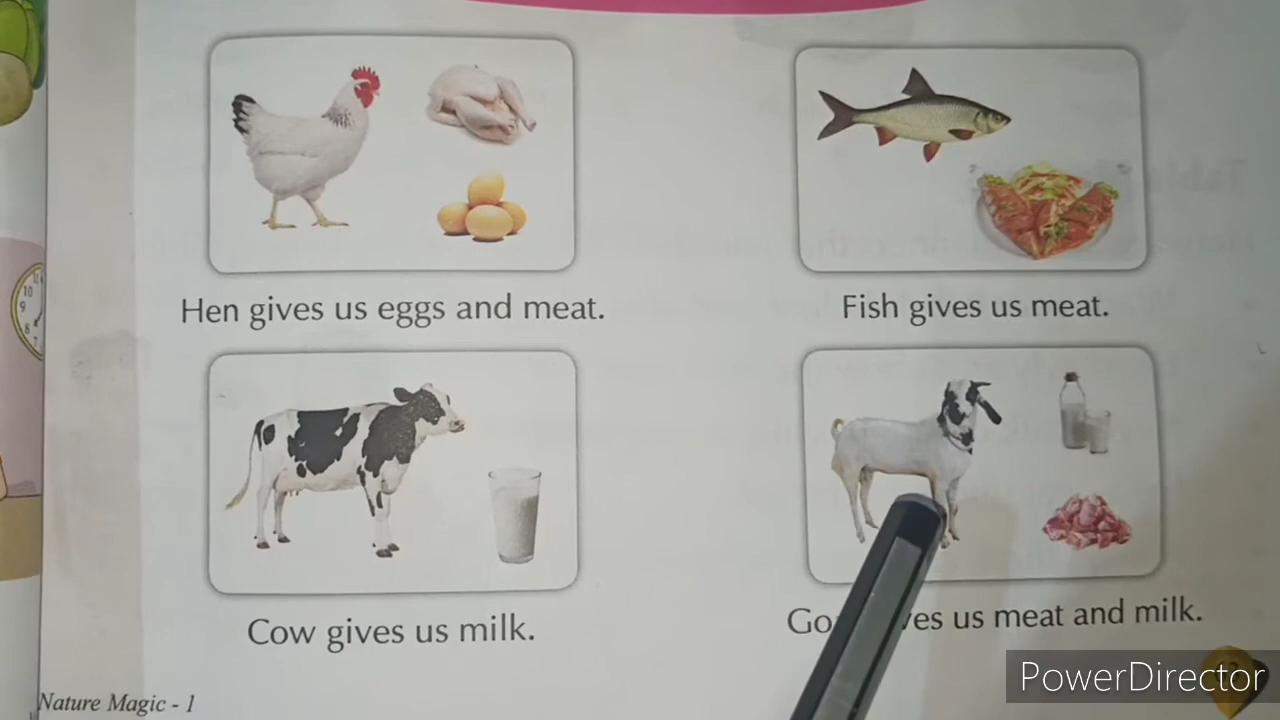 Hen gives us eggs and meat.
Fish gives us meat.
Cow gives us milk.
us meat and milk.
Nature Magic - 1
PowerDirector